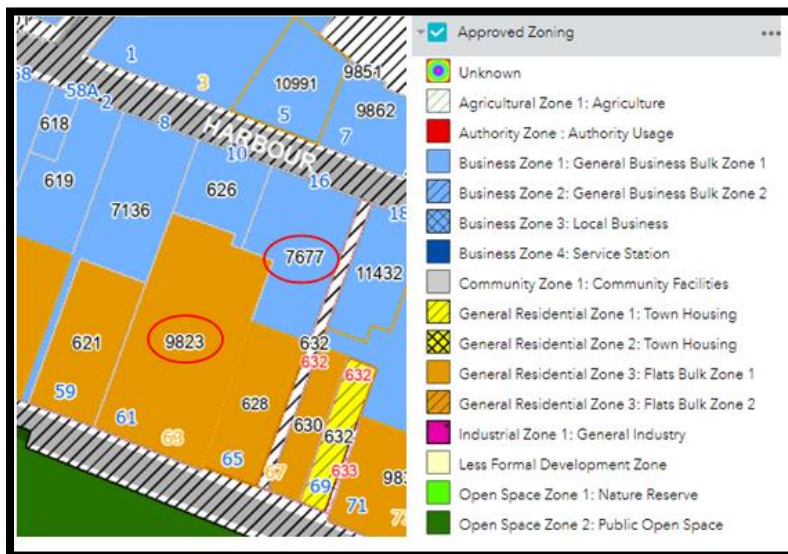 1
3
10991
9851
58
58A
2
5
9862
618
8
HARBOUR
7
10
619
626
16
18
7136
7677
11432
621
9823
632
632
632
59
628
630
632
61
63
65
67
633
69
983
71
Approved Zoning
Unknown
Agricultural Zone 1: Agriculture
Authority Zone : Authority Usage
Business Zone 1: General Business Bulk Zone 1
Business Zone 2: General Business Bulk Zone 2
Business Zone 3: Local Business
Business Zone 4: Service Station
Community Zone 1: Community Facilities
General Residential Zone 1: Town Housing
General Residential Zone 2: Town Housing
General Residential Zone 3: Flats Bulk Zone 1
General Residential Zone 3: Flats Bulk Zone 2
Industrial Zone 1: General Industry
Less Formal Development Zone
Open Space Zone 1: Nature Reserve
Open Space Zone 2: Public Open Space